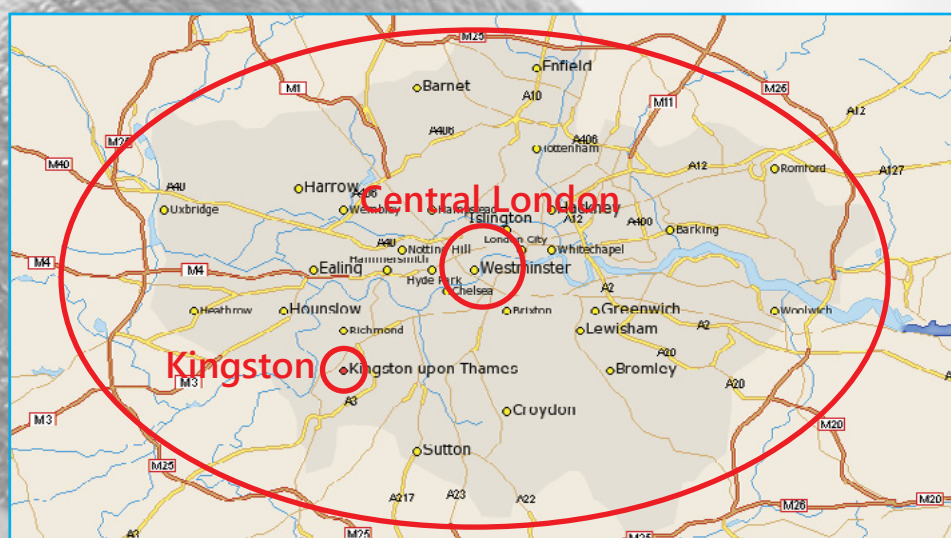 M25
Enfield
Barnet
M1
A10
M26
M11
A12
A406
A406
M25
Tottenham
M40
A12
Romford
A127
A40
Harrow
Central London
Uxbridge
Wembley
Hampstead
Hackney
Islington
A12
A400
Barking
London City
A40
Notting Hill
Whitechapel
M4
M4
Ealing
Hammersmith
Westminster
Hyde Park
Chelsea
A2
Heathrow
Hounslow
Brixton
Greenwich
Woolwich
Richmond
Lewisham
A2
A20
Kingston
Kingston upon Thames
Bromley
M3
A20
A3
M3
Croydon
M20
Sutton
M25
A217
A23
A22
M26
M20
A3
M25
M25